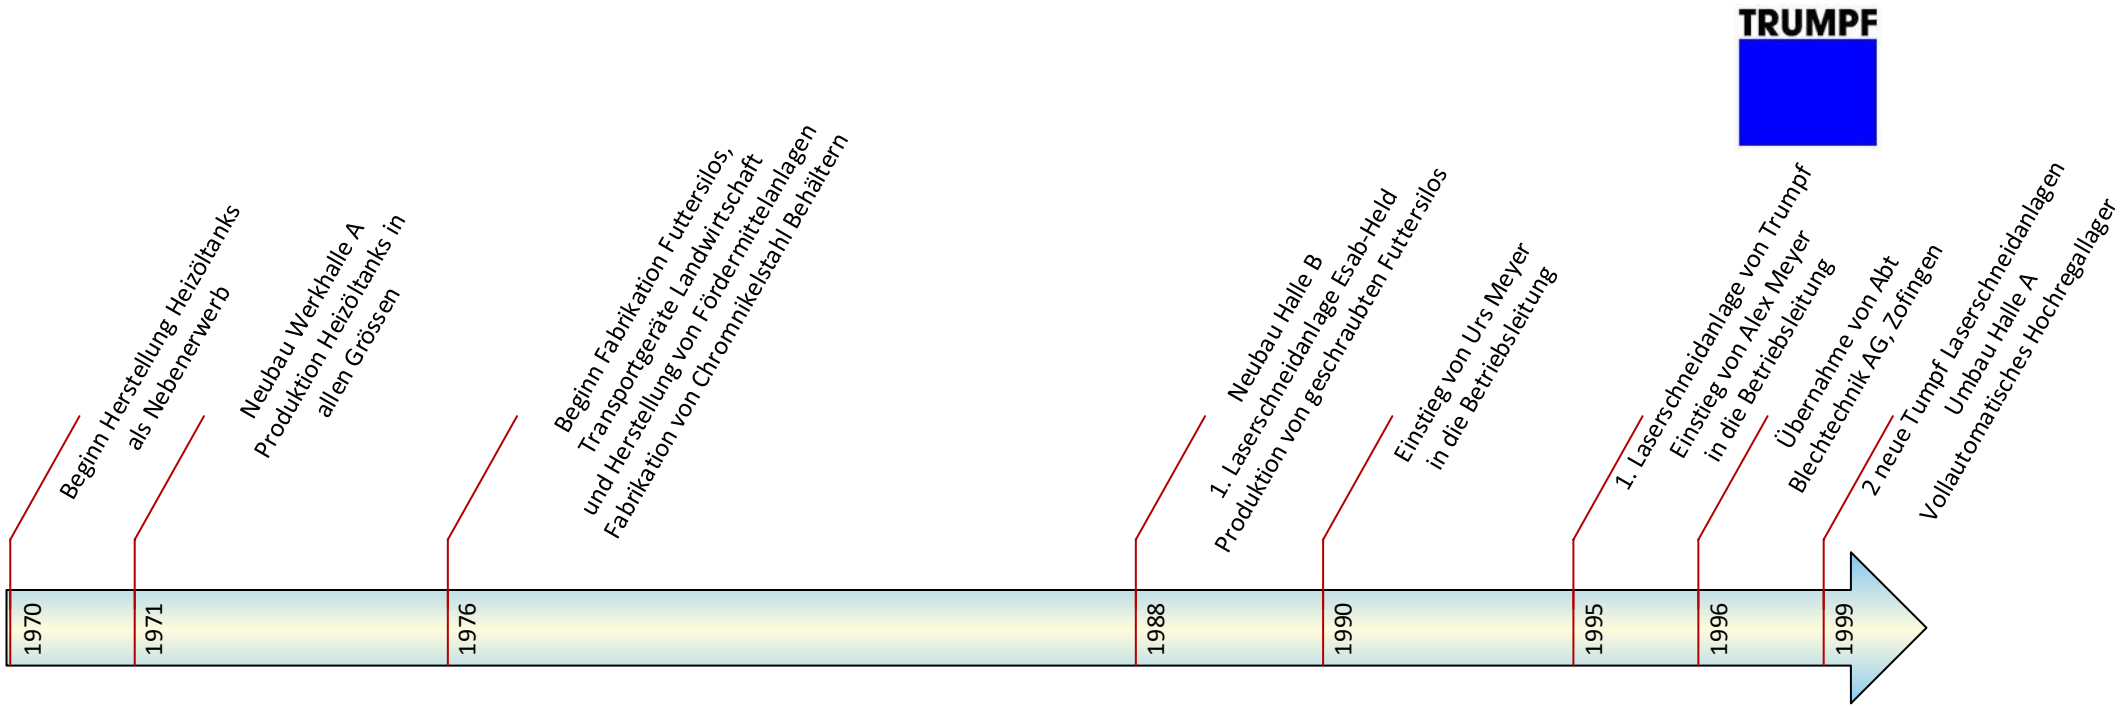 TRUMPF
Beginn Herstellung Heizöltanks
als Nebenerwerb
Neubau Werkhalle A
Produktion Heizöltanks in
allen Grössen
Beginn Fabrikation Futtersilos,
Transportgeräte Landwirtschaft
und Herstellung von Fördermittelanlagen
Fabrikation von Chromnikelstahl Behältern
Neubau Halle B
1. Laserschneidanlage Esab-Held
Produktion von geschraubten Futtersilos
Einstieg von Urs Meyer
in die Betriebsleitung
1. Laserschneidanlage von Trumpf
Einstieg von Alex Meyer
in die Betriebsleitung
Übernahme von Abt
Blechtechnik AG, Zofingen
2 neue Tumpf Laserschneidanlagen
Umbau Halle A
Vollautomatisches Hochregallager
1970
1971
1976
1988
1990
1995
1996
1999